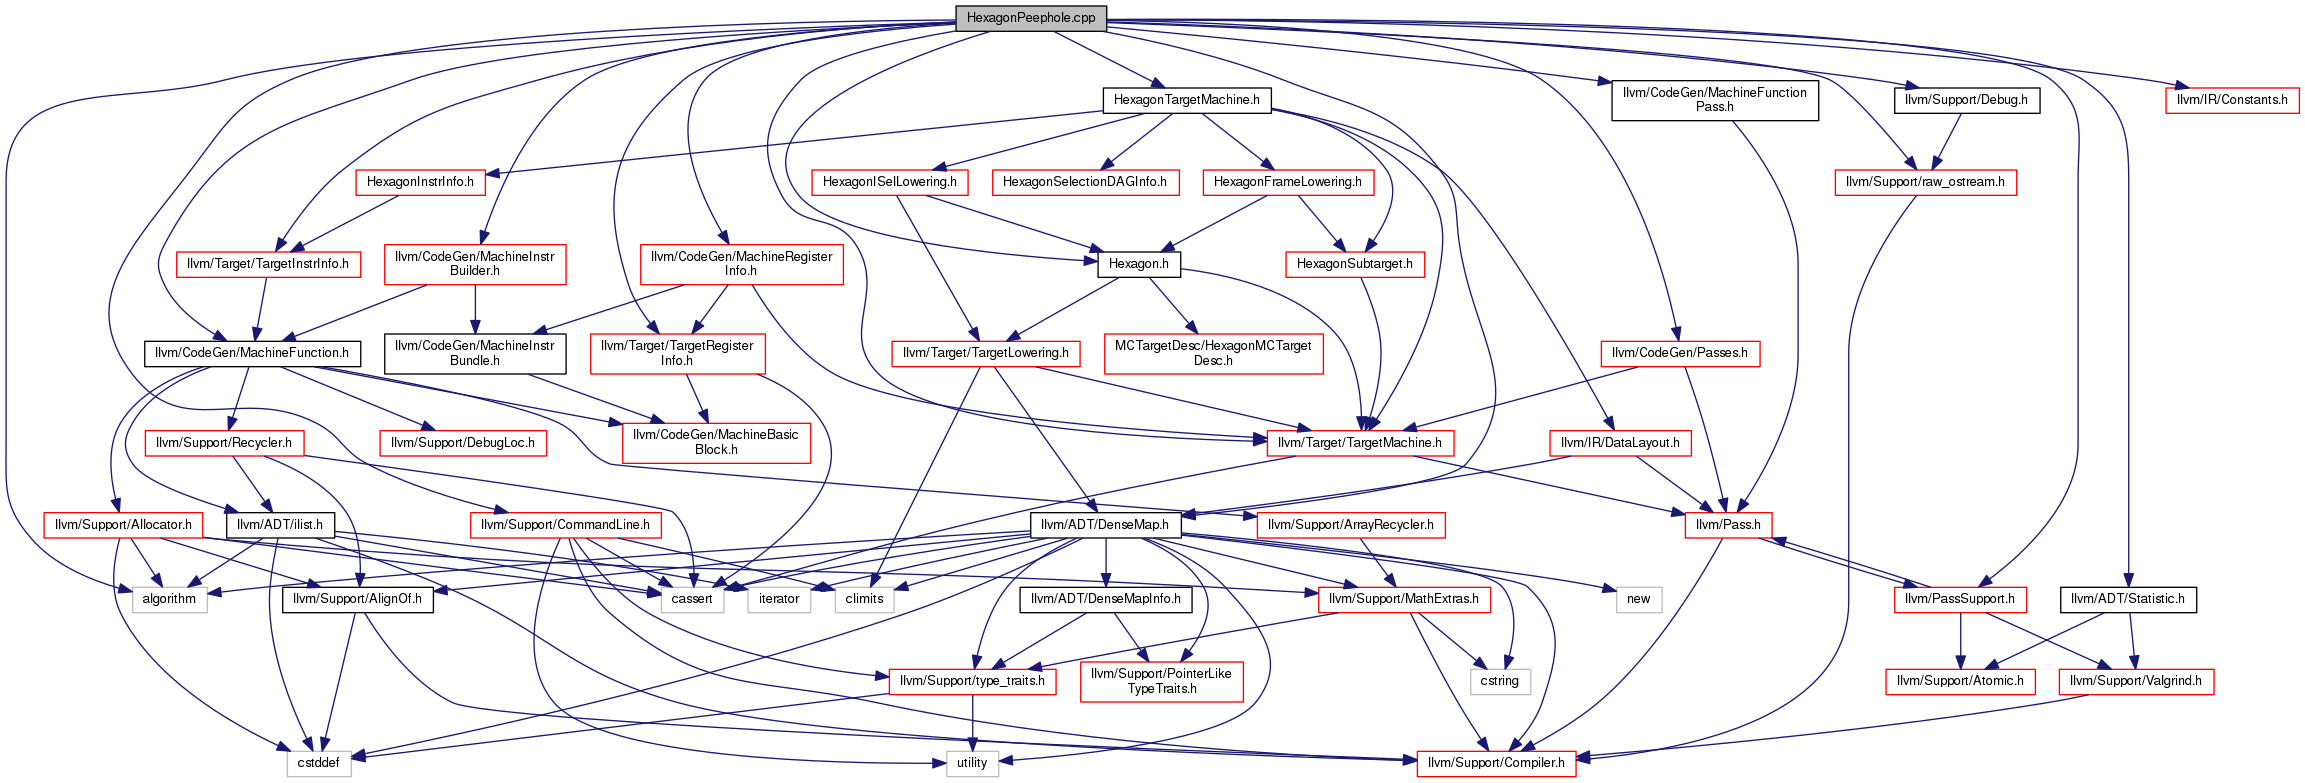 HexagonPeephole.cpp
HexagonTargetMachine.h
llvm/CodeGen/MachineFunction
Pass.h
llvm/Support/Debug.h
llvm/IR/Constants.h
HexagonInstrInfo.h
HexagonISelLowering.h
HexagonSelectionDAGInfo.h
HexagonFrameLowering.h
llvm/Support/raw_ostream.h
llvm/Target/TargetInstrInfo.h
llvm/CodeGen/MachineInstr
Builder.h
llvm/CodeGen/MachineRegister
Info.h
Hexagon.h
HexagonSubtarget.h
llvm/CodeGen/MachineFunction.h
llvm/CodeGen/MachineInstr
Bundle.h
llvm/Target/TargetRegister
Info.h
llvm/Target/TargetLowering.h
MCTargetDesc/HexagonMCTarget
Desc.h
llvm/CodeGen/Passes.h
llvm/Support/Recycler.h
llvm/Support/DebugLoc.h
llvm/CodeGen/MachineBasic
Block.h
llvm/Target/TargetMachine.h
llvm/IR/DataLayout.h
llvm/Support/Allocator.h
llvm/ADT/ilist.h
llvm/Support/CommandLine.h
llvm/ADT/DenseMap.h
llvm/Support/ArrayRecycler.h
llvm/Pass.h
algorithm
llvm/Support/AlignOf.h
cassert
iterator
climits
llvm/ADT/DenseMapInfo.h
llvm/Support/MathExtras.h
new
llvm/PassSupport.h
llvm/ADT/Statistic.h
llvm/Support/type_traits.h
llvm/Support/PointerLike
TypeTraits.h
cstring
llvm/Support/Atomic.h
llvm/Support/Valgrind.h
cstddef
utility
llvm/Support/Compiler.h